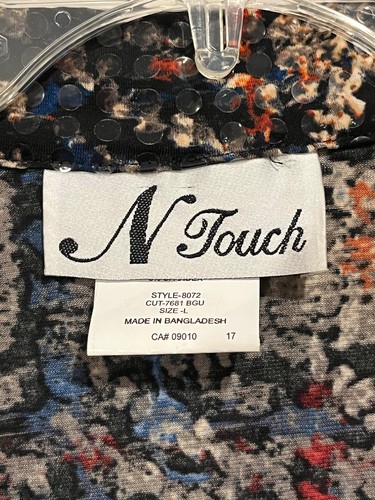 N Touch
STYLE-8072
CUT-7681 BGU
SIZE -L
MADE IN BANGLADESH
CA# 09010 17